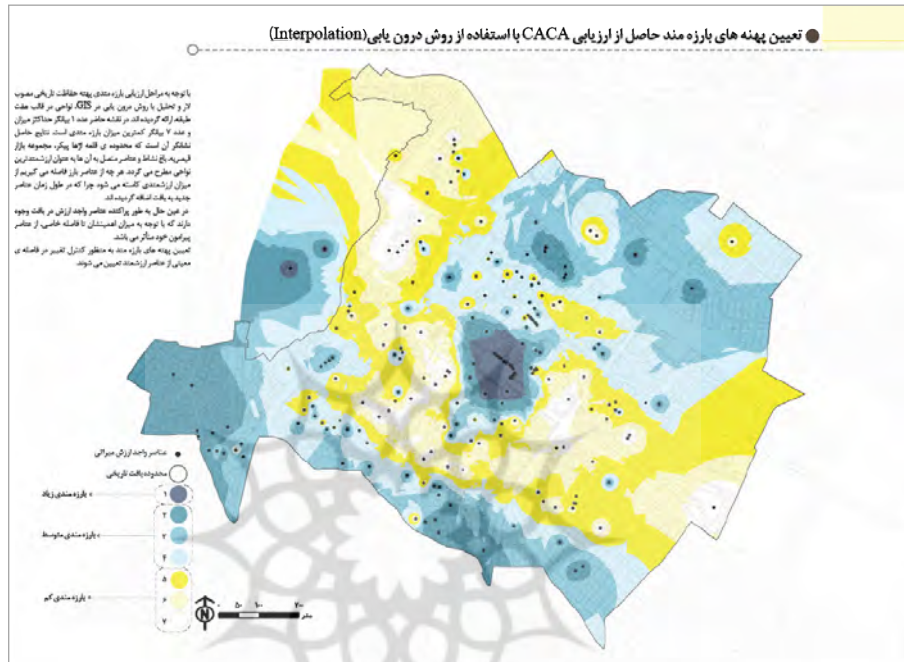 تعیین پهنه های بارزه مند حاصل از ارزیابی CACA با استفاده از روش درون یابی(Interpolation)
با توجه به مراحل ارزیابی بارزه مندی پهنه حفاظت تاریخی مصوب
لار و تحلیل با روش درون یابی در GIS، نواحی در قالب هفت
طبقه ارائه گردیده اند. در نقشه حاضر عدد ۱ بیانگر حداکثر میزان
و عدد ۷ بیانگر کمترین میزان بارزه مندی است. نتایج حاصل
نشانگر آن است که محدوده ی قلعه اژدها پیکر، مجموعه بازار
قیصریه، باغ نشاط و عناصر متصل به آن ها به عنوان ارزشمندترین
نواحی مطرح می گردد. هر چه از عناصر بارز فاصله می گیریم از
میزان ارزشمندی کاسته می شود چرا که در طول زمان عناصر
جدید به بافت اضافه گردیده اند.
در عین حال به طور پراکنده عناصر واجد ارزش در بافت وجود
دارند که با توجه به میزان اهمیتشان تا فاصله خاصی، از عناصر
پیرامون خود متأثر می باشد.
تعیین پهنه های بارزه مند به منظور کنترل تغییر در فاصله ی
معینی از عناصر ارزشمند تعیین می شوند.
عناصر واجد ارزش میراثی
محدوده بافت تاریخی
بارزه مندی زیاد
۱
۲
بارزه مندی متوسط
۳
۴
۵
بارزه مندی کم
۶
۷
N
۰ ۵۰ ۱۰۰ ۲۰۰
متر